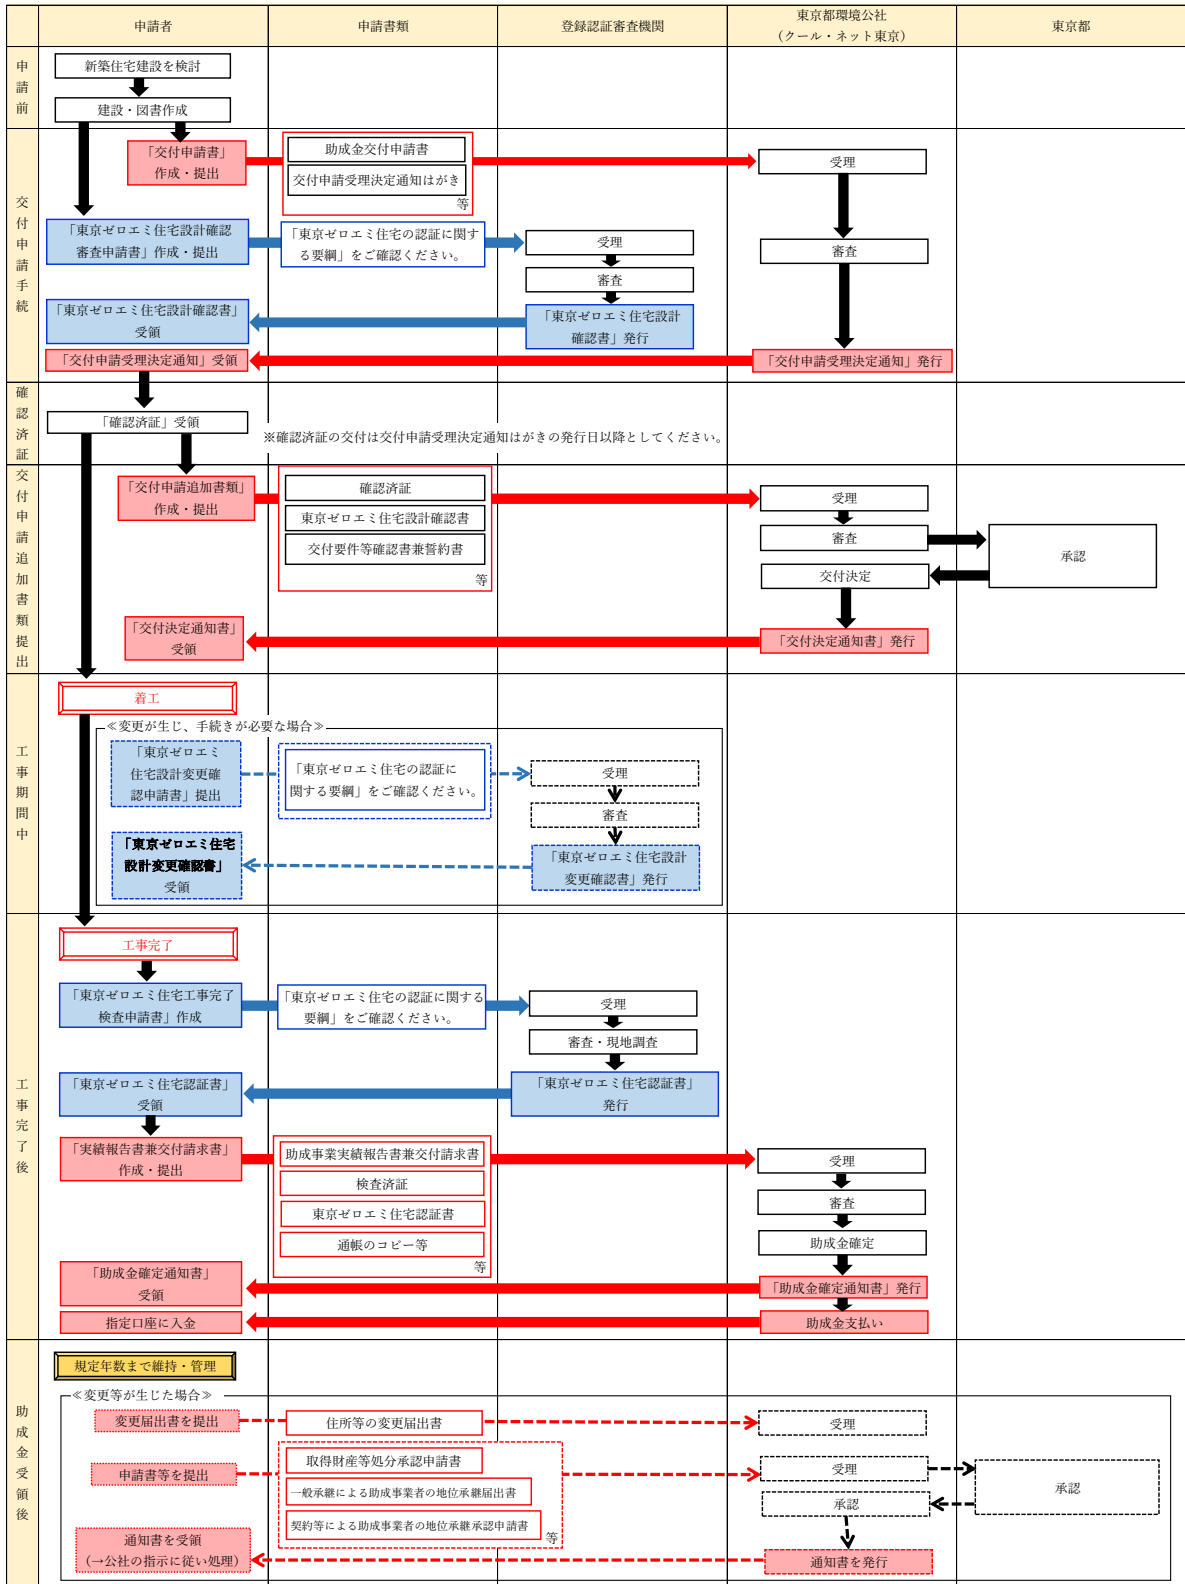 申請者
申請書類
登録認証審査機関
東京都環境公社
（クール・ネット東京）
東京都
申請前
新築住宅建設を検討
建設・図書作成
交付申請手続
「交付申請書」
作成・提出
助成金交付申請書
交付申請受理決定通知はがき
等
受理
審査
「東京ゼロエミ住宅設計確認
審査申請書」作成・提出
「東京ゼロエミ住宅の認証に関す
る要綱」をご確認ください。
受理
審査
「東京ゼロエミ住宅設計
確認書」発行
「東京ゼロエミ住宅設計確認書」
受領
「交付申請受理決定通知」受領
「交付申請受理決定通知」発行
確認済証
「確認済証」受領
※確認済証の交付は交付申請受理決定通知はがきの発行日以降としてください。
交付申請追加書類提出
「交付申請追加書類」
作成・提出
確認済証
東京ゼロエミ住宅設計確認書
交付要件等確認書兼誓約書
等
受理
審査
承認
交付決定
「交付決定通知書」
受領
「交付決定通知書」発行
工事期間中
着工
≪変更が生じ、手続きが必要な場合≫
「東京ゼロエミ
住宅設計変更確
認申請書」提出
「東京ゼロエミ住宅の認証に
関する要綱」をご確認ください。
受理
審査
「東京ゼロエミ住宅設計
変更確認書」発行
「東京ゼロエミ住宅
設計変更確認書」
受領
工事完了後
工事完了
「東京ゼロエミ住宅工事完了
検査申請書」作成
「東京ゼロエミ住宅の認証に関する
要綱」をご確認ください。
受理
審査・現地調査
「東京ゼロエミ住宅認証書」
発行
「東京ゼロエミ住宅認証書」
受領
「実績報告書兼交付請求書」
作成・提出
助成事業実績報告書兼交付請求書
検査済証
東京ゼロエミ住宅認証書
通帳のコピー等
等
受理
審査
助成金確定
「助成金確定通知書」
受領
「助成金確定通知書」発行
指定口座に入金
助成金支払い
助成金受領後
規定年数まで維持・管理
≪変更等が生じた場合≫
変更届出書を提出
住所等の変更届出書
受理
申請書等を提出
取得財産等処分承認申請書
一般承継による助成事業者の地位承継届出書
契約等による助成事業者の地位承継承認申請書
等
受理
承認
承認
通知書を受領
（→公社の指示に従い処理）
通知書を発行